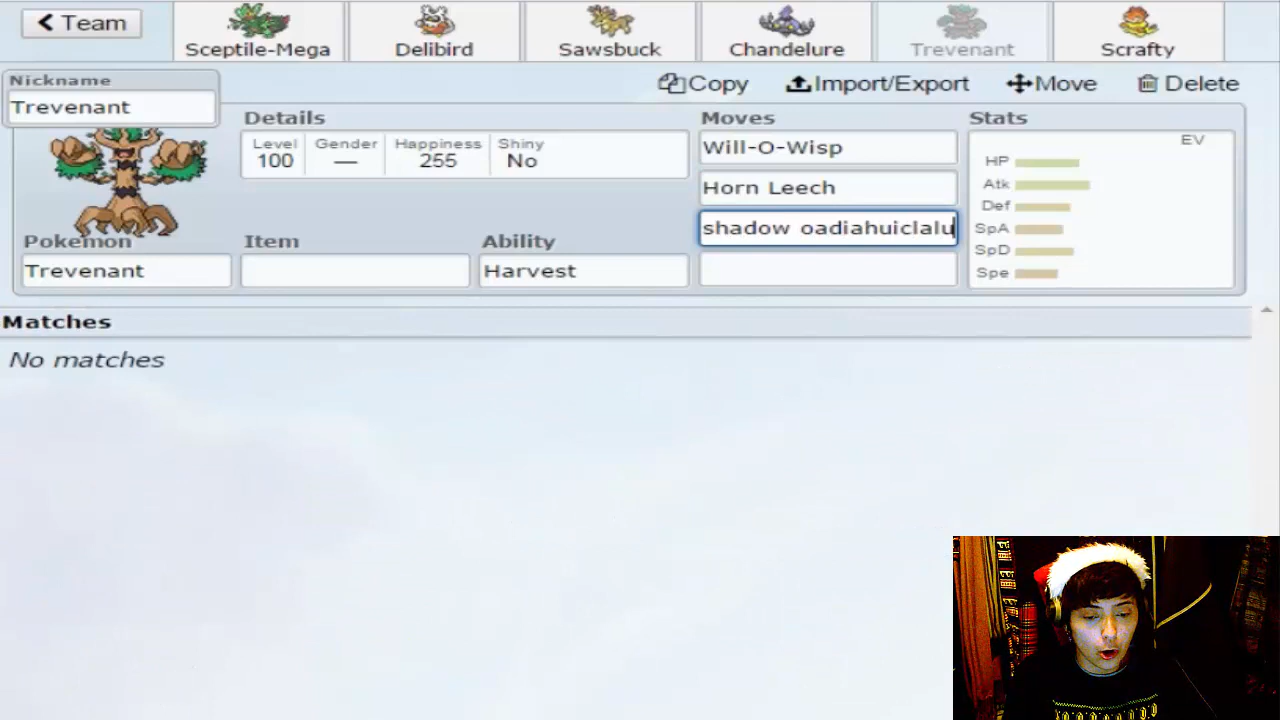 Team
Sceptile-Mega
Delibird
Sawsbuck
Chandelure
Trevenant
Scrafty
Nickname
Trevenant
Copy
Import/Export
Move
Delete
Details
Level
100
Gender
—
Happiness
255
Shiny
No
Pokemon
Trevenant
Item
Ability
Harvest
Moves
Will-O-Wisp
Horn Leech
shadow oadiahuiclalu
Stats
EV
HP
Atk
Def
SpA
SpD
Spe
Matches
No matches